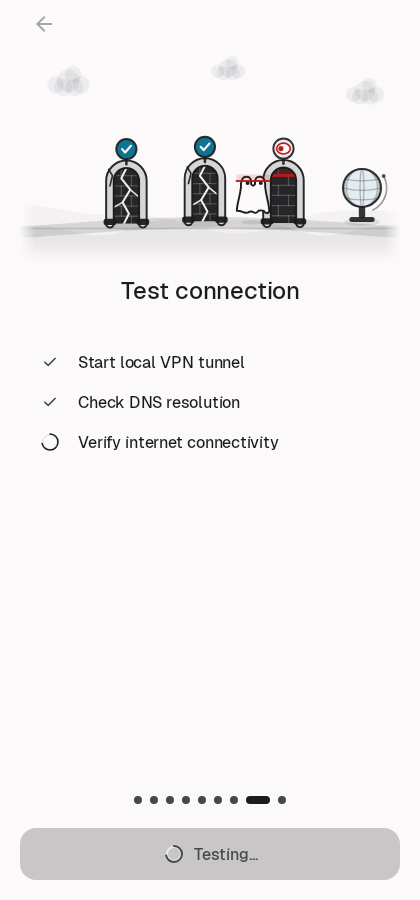 Test connection
Start local VPN tunnel
Check DNS resolution
Verify internet connectivity
Testing...